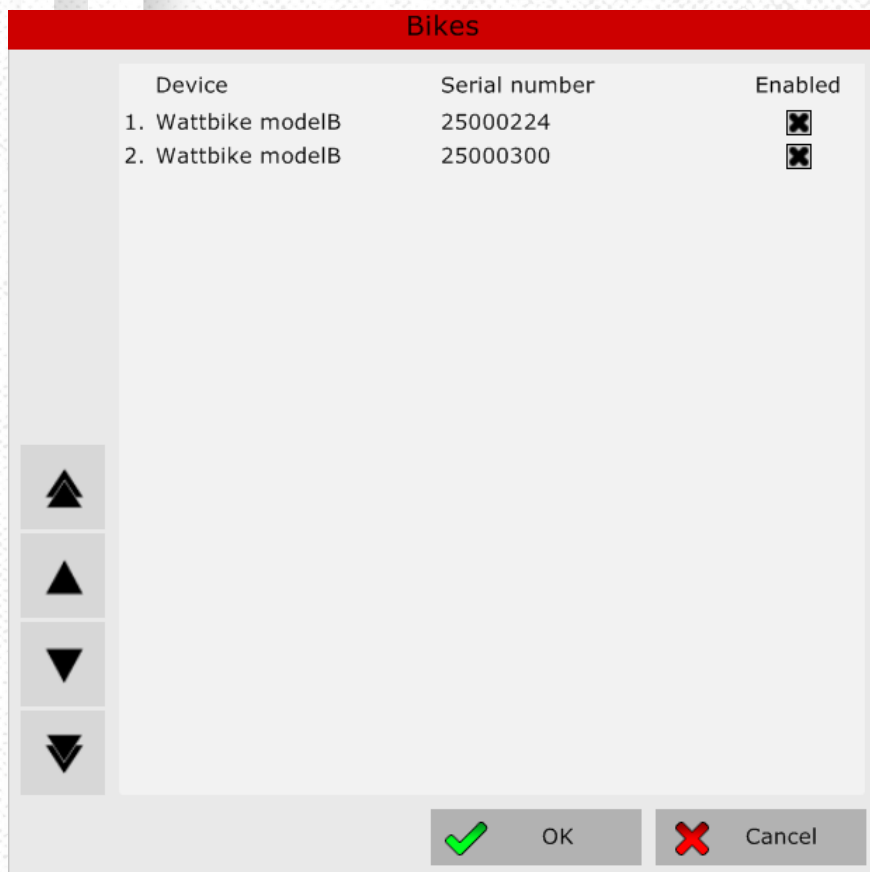 Bikes
Device Serial number Enabled
1. Wattbike modelB 25000224
2. Wattbike modelB 25000300
OK Cancel